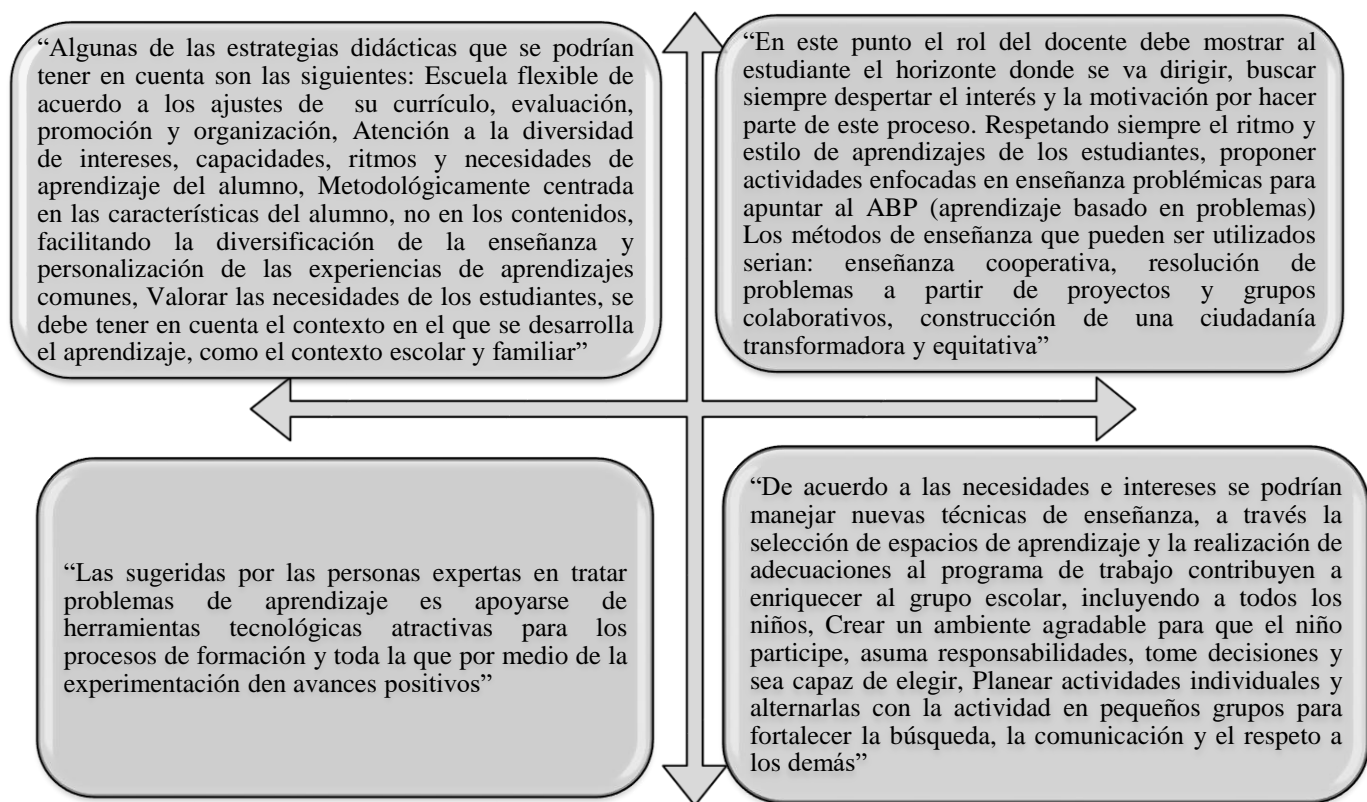 “Algunas de las estrategias didácticas que se podrían
tener en cuenta son las siguientes: Escuela flexible de
acuerdo a los ajustes de su currículo, evaluación,
promoción y organización, Atención a la diversidad
de intereses, capacidades, ritmos y necesidades de
aprendizaje del alumno, Metodológicamente centrada
en las características del alumno, no en los contenidos,
facilitando la diversificación de la enseñanza y
personalización de las experiencias de aprendizajes
comunes, Valorar las necesidades de los estudiantes, se
debe tener en cuenta el contexto en el que se desarrolla
el aprendizaje, como el contexto escolar y familiar”
“En este punto el rol del docente debe mostrar al
estudiante el horizonte donde se va dirigir, buscar
siempre despertar el interés y la motivación por hacer
parte de este proceso. Respetando siempre el ritmo y
estilo de aprendizajes de los estudiantes, proponer
actividades enfocadas en enseñanza problémicas para
apuntar al ABP (aprendizaje basado en problemas)
Los métodos de enseñanza que pueden ser utilizados
serian: enseñanza cooperativa, resolución de
problemas a partir de proyectos y grupos
colaborativos, construcción de una ciudadanía
transformadora y equitativa”
“Las sugeridas por las personas expertas en tratar
problemas de aprendizaje es apoyarse de
herramientas tecnológicas atractivas para los
procesos de formación y toda la que por medio de la
experimentación den avances positivos”
“De acuerdo a las necesidades e intereses se podrían
manejar nuevas técnicas de enseñanza, a través la
selección de espacios de aprendizaje y la realización de
adecuaciones al programa de trabajo contribuyen a
enriquecer al grupo escolar, incluyendo a todos los
niños, Crear un ambiente agradable para que el niño
participe, asuma responsabilidades, tome decisiones y
sea capaz de elegir, Planear actividades individuales y
alternarlas con la actividad en pequeños grupos para
fortalecer la búsqueda, la comunicación y el respeto a
los demás”